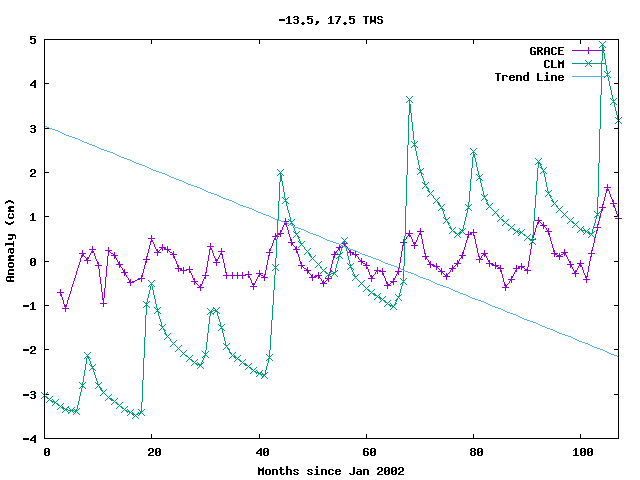 -13.5, 17.5 TWS
GRACE
CLM
Trend Line
5
4
3
2
1
0
-1
-2
-3
-4
Anomaly (cm)
0 20 40 60 80 100
Months since Jan 2002